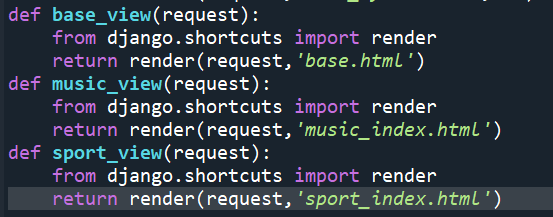 def base_view(request):
    from django.shortcuts import render
    return render(request,'base.html')
def music_view(request):
    from django.shortcuts import render
    return render(request,'music_index.html')
def sport_view(request):
    from django.shortcuts import render
    return render(request,'sport_index.html')